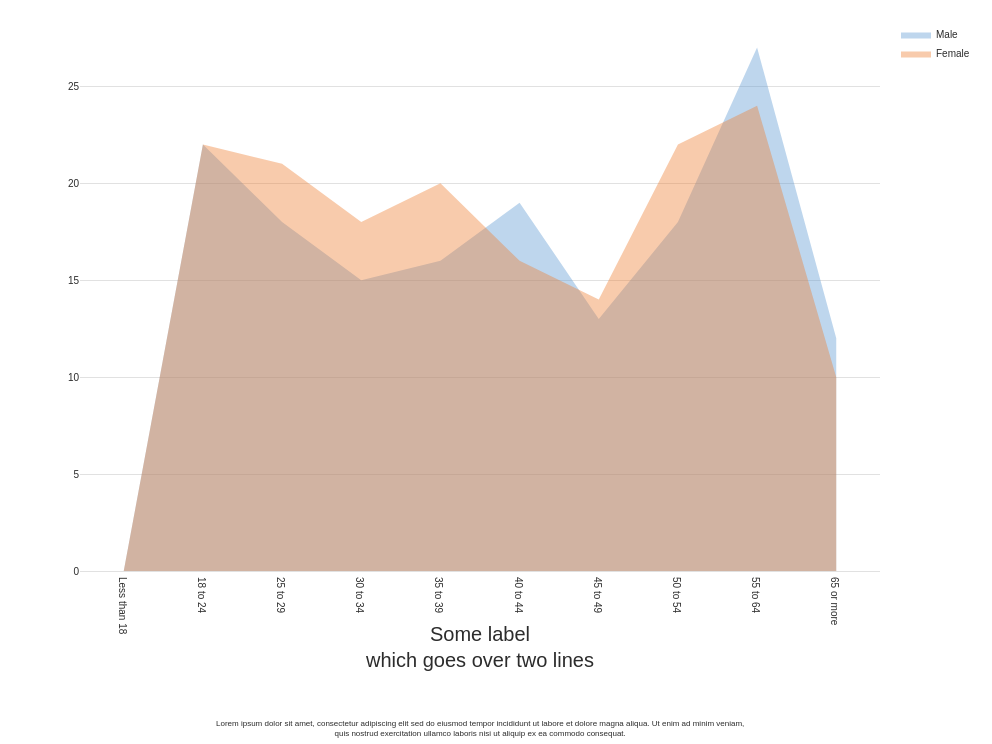 Male
Female
25
20
15
10
5
0
Less than 18
18 to 24
25 to 29
30 to 34
35 to 39
40 to 44
45 to 49
50 to 54
55 to 64
65 or more
Some label
which goes over two lines
Lorem ipsum dolor sit amet, consectetur adipiscing elit sed do eiusmod tempor incididunt ut labore et dolore magna aliqua. Ut enim ad minim veniam,
quis nostrud exercitation ullamco laboris nisi ut aliquip ex ea commodo consequat.